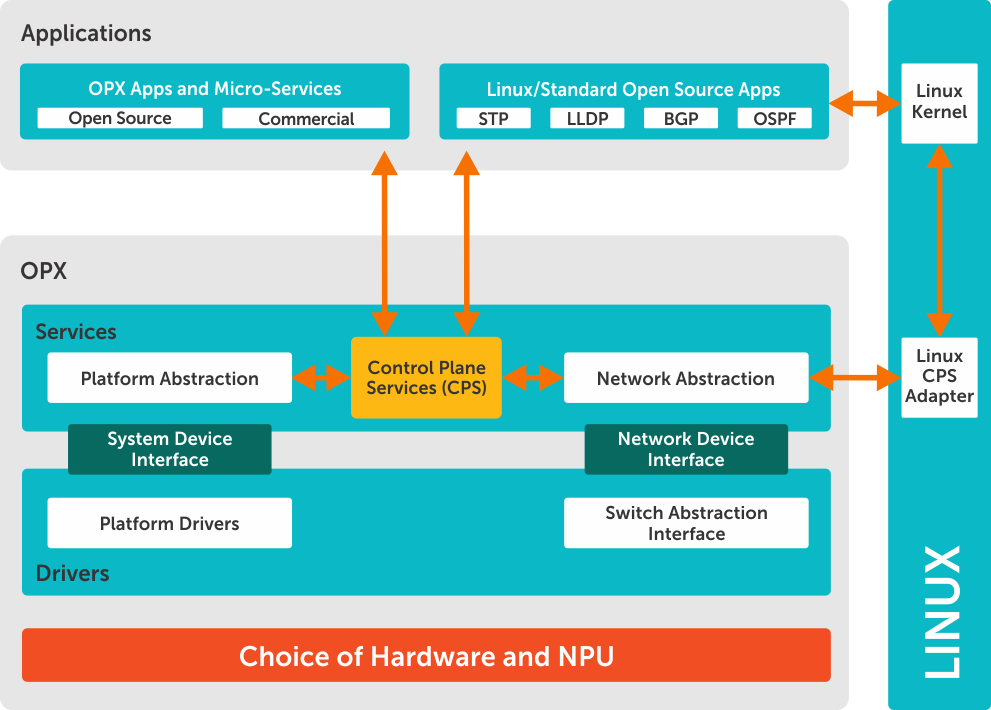 Applications
OPX Apps and Micro-Services
Open Source
Commercial
Linux/Standard Open Source Apps
STP
LLDP
BGP
OSPF
Linux
Kernel
OPX
Services
Platform Abstraction
Control Plane
Services (CPS)
Network Abstraction
Linux
CPS
Adapter
System Device
Interface
Network Device
Interface
Platform Drivers
Switch Abstraction
Interface
Drivers
Choice of Hardware and NPU
LINUX